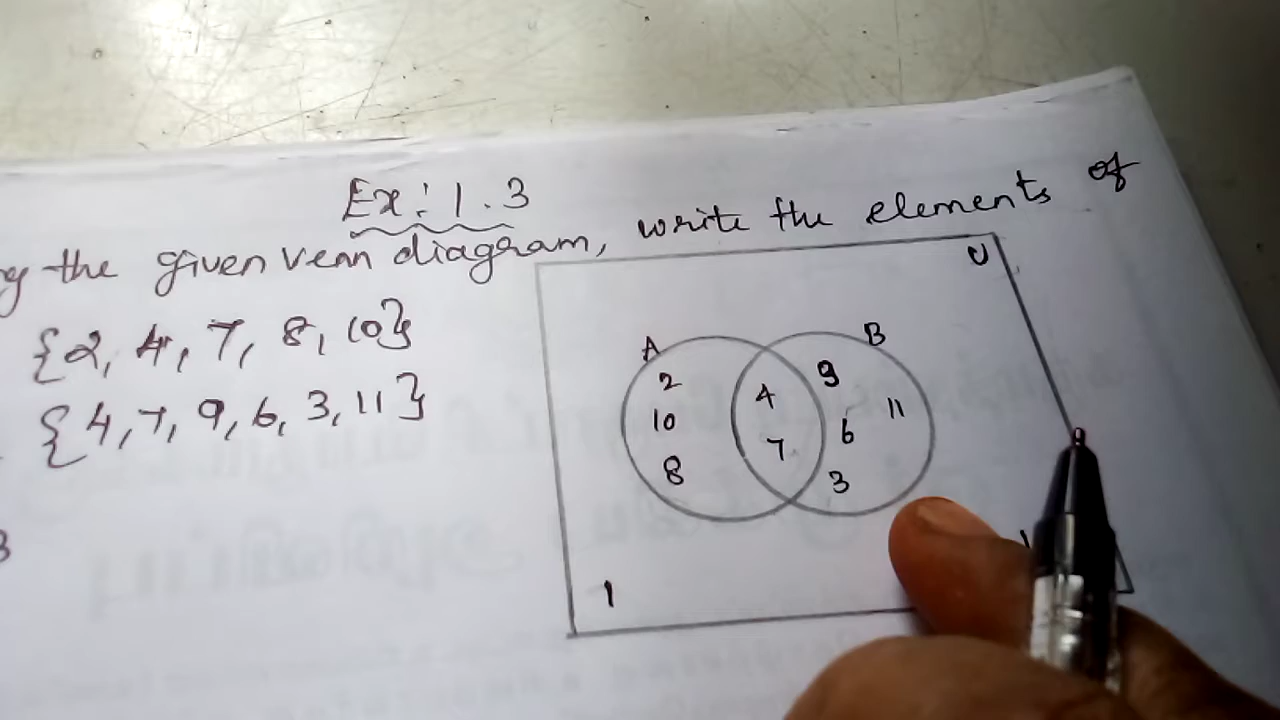 Ex: 1.3
the given venn diagram, write the elements of
{2, 4, 7, 8, 10}
{4, 7, 9, 6, 3, 11}
U
A B
2 4 9
10 11
7 6
8 3
1